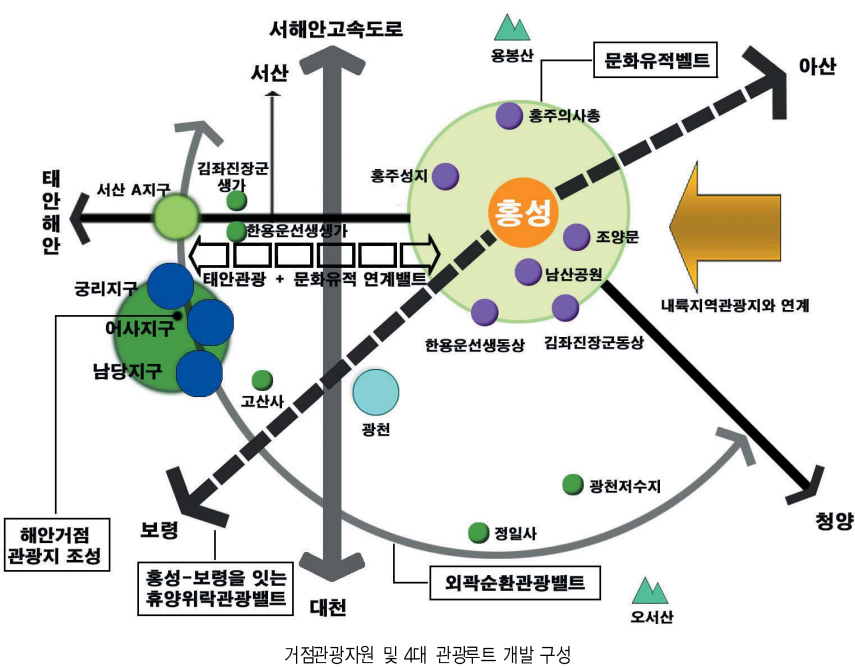 서해안고속도로
용봉산
문화유적벨트
아산
서산
홍주의사총
김좌진장군
생가
홍주성지
태
안
해
안
서산 A지구
홍성
한용운선생생가
조양문
태안관광 + 문화유적 연계밸트
남산공원
궁리지구
내륙지역관광지와 연계
어사지구
한용운선생동상
김좌진장군동상
남당지구
고산사
광천
광천저수지
보령
청양
해안거점
관광지 조성
정일사
홍성-보령을 잇는
휴양위락관광밸트
외곽순환관광밸트
대천
오서산
거점관광자원 및 4대 관광루트 개발 구성